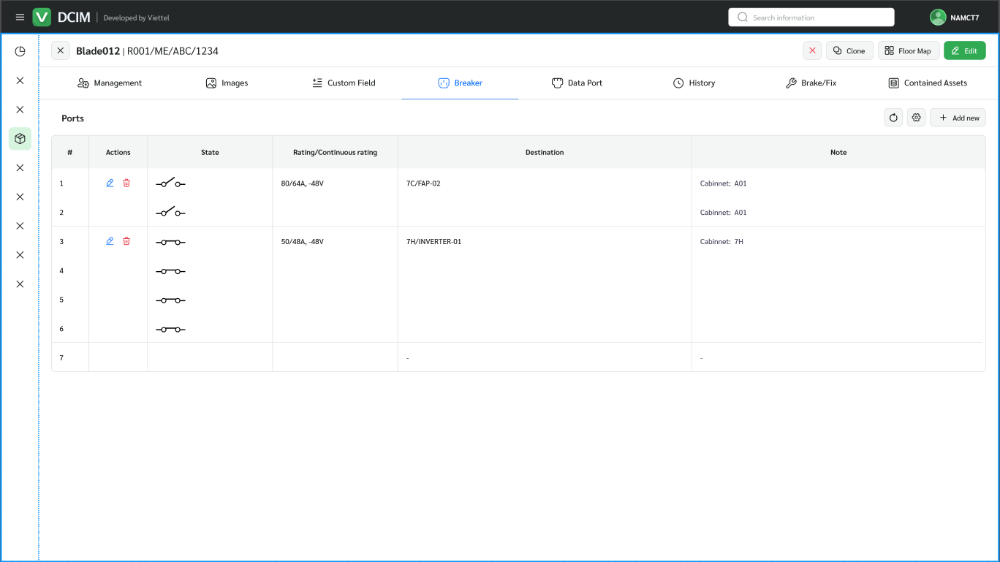 V DCIM | Developed by Viettel
Search information
NAMCT7
Blade012 | R001/ME/ABC/1234
Clone
Floor Map
Edit
Management
Images
Custom Field
Breaker
Data Port
History
Brake/Fix
Contained Assets
Ports
Add new
# Actions State Rating/Continuous rating Destination Note
1 80/64A, -48V 7C/FAP-02 Cabinnet: A01
2 Cabinnet: A01
3 50/48A, -48V 7H/INVERTER-01 Cabinnet: 7H
4
5
6
7 - -